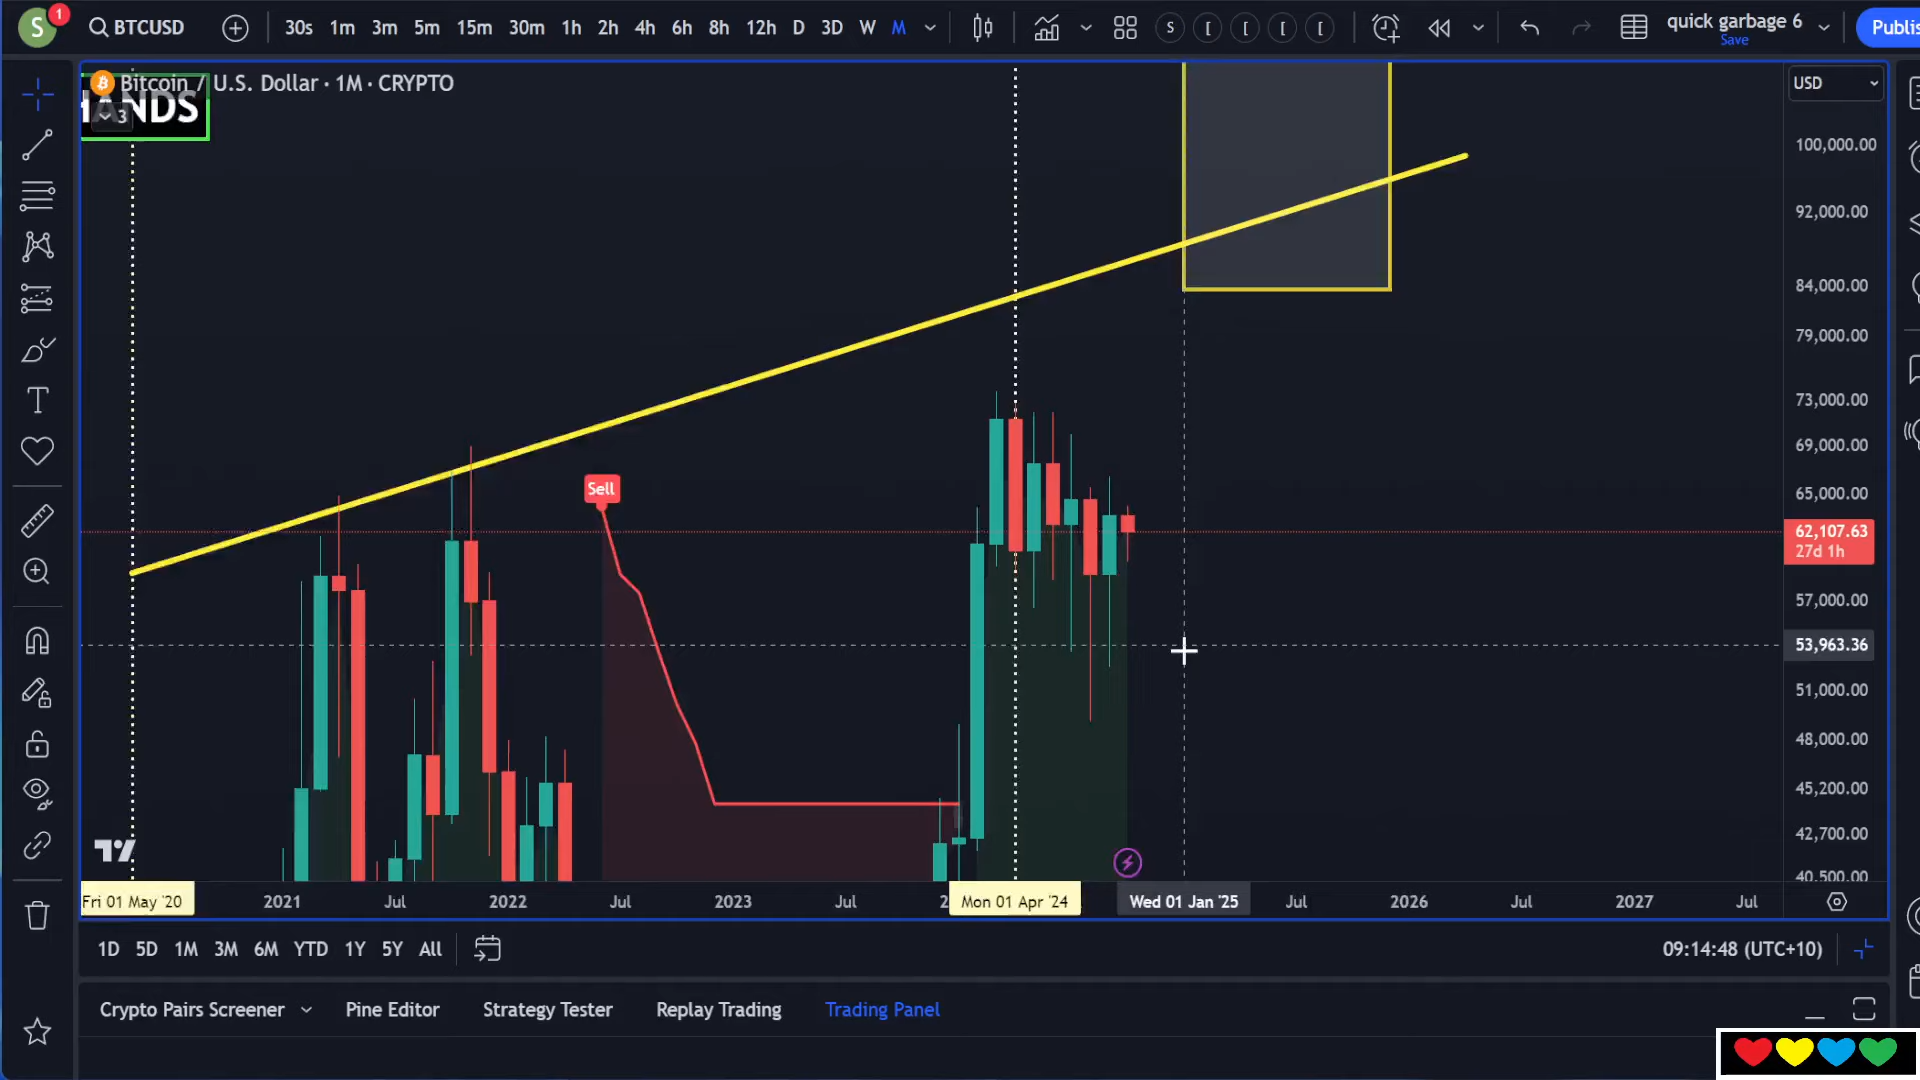 S
1
BTCUSD
30s 1m 3m 5m 15m 30m 1h 2h 4h 6h 8h 12h D 3D W M
S [ [ [ [
quick garbage 6
Save
Publis
Bitcoin / U.S. Dollar · 1M · CRYPTO
HANDS
3
USD
100,000.00
92,000.00
84,000.00
79,000.00
73,000.00
69,000.00
65,000.00
62,107.63
27d 1h
57,000.00
53,963.36
51,000.00
48,000.00
45,200.00
42,700.00
40,500.00
Sell
T
Fri 01 May '20
2021
Jul
2022
Jul
2023
Jul
2
Mon 01 Apr '24
Wed 01 Jan '25
Jul
2026
Jul
2027
Jul
1D 5D 1M 3M 6M YTD 1Y 5Y All
09:14:48 (UTC+10)
Crypto Pairs Screener
Pine Editor
Strategy Tester
Replay Trading
Trading Panel